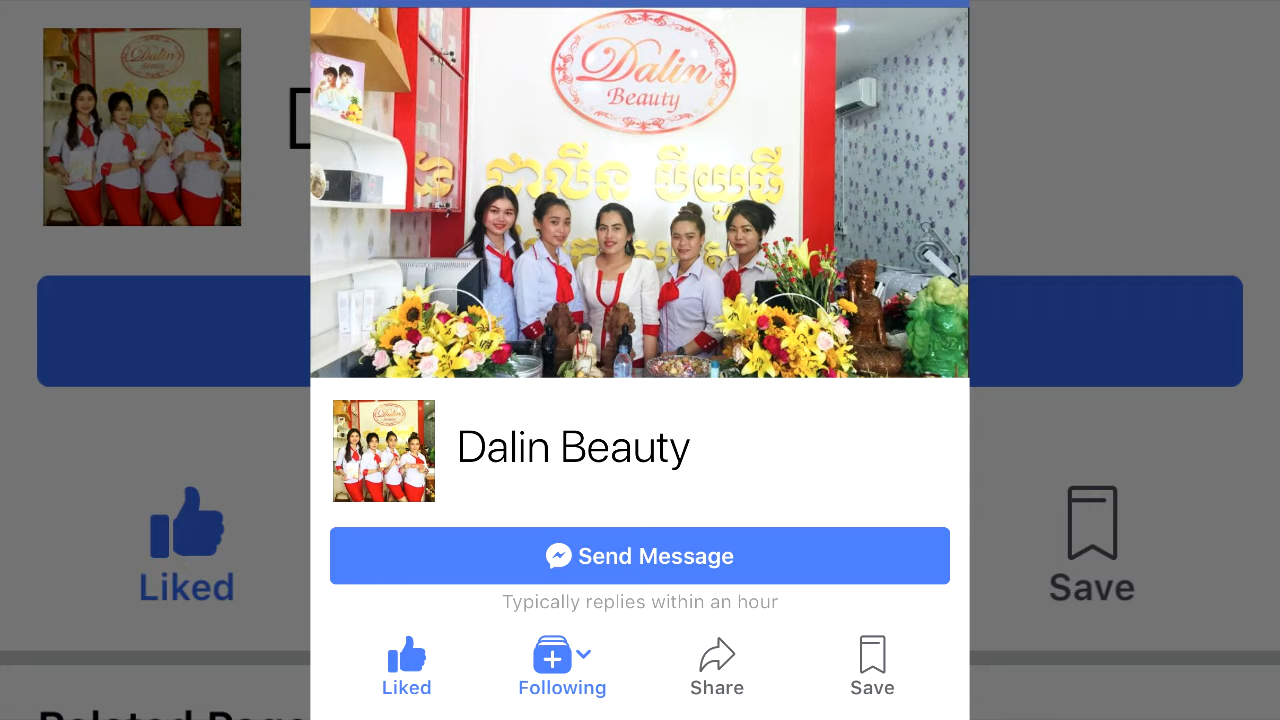 Dalin
Beauty
ដាលីន ប៊ីយូធី
Dalin Beauty
Send Message
Typically replies within an hour
Liked
Following
Share
Save
Liked
Save